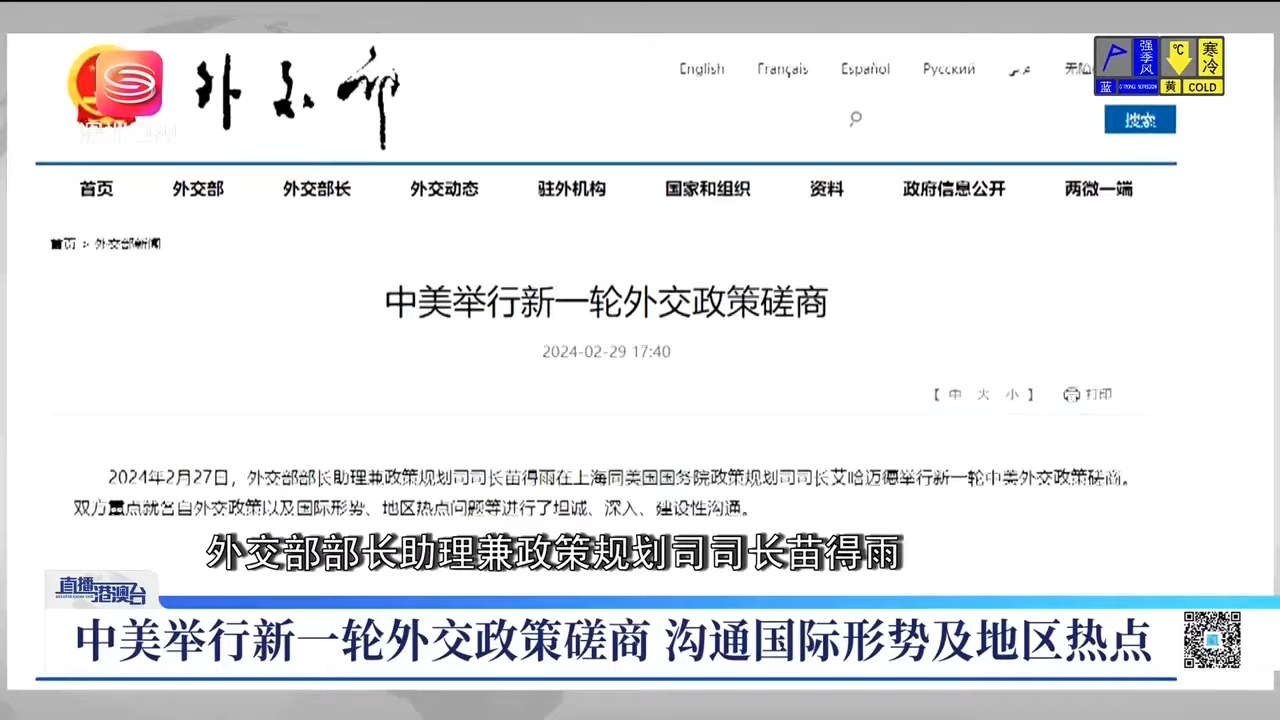 外交部
English Français Español Русский عربي
强季风
℃
寒冷
蓝
黄 COLD
搜索
首页 外交部 外交部长 外交动态 驻外机构 国家和组织 资料 政府信息公开 两微一端
首页 > 外交部新闻
中美举行新一轮外交政策磋商
2024-02-29 17:40
【 中 大 小 】 打印
2024年2月27日，外交部部长助理兼政策规划司司长苗得雨在上海同美国国务院政策规划司司长艾哈迈德举行新一轮中美外交政策磋商。
双方重点就各自外交政策以及国际形势、地区热点问题等进行了坦诚、深入、建设性沟通。
外交部部长助理兼政策规划司司长苗得雨
直播港澳台
中美举行新一轮外交政策磋商 沟通国际形势及地区热点